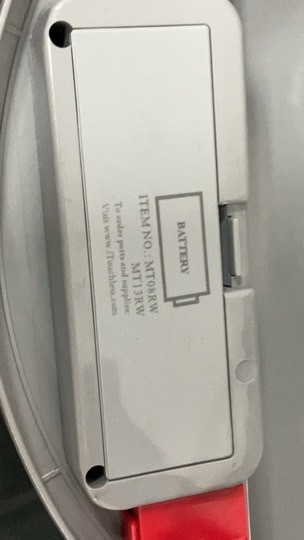 BATTERY
ITEM NO.: MT08RW
MT13RW
To order parts and supplies:
Visit www.iTouchless.com